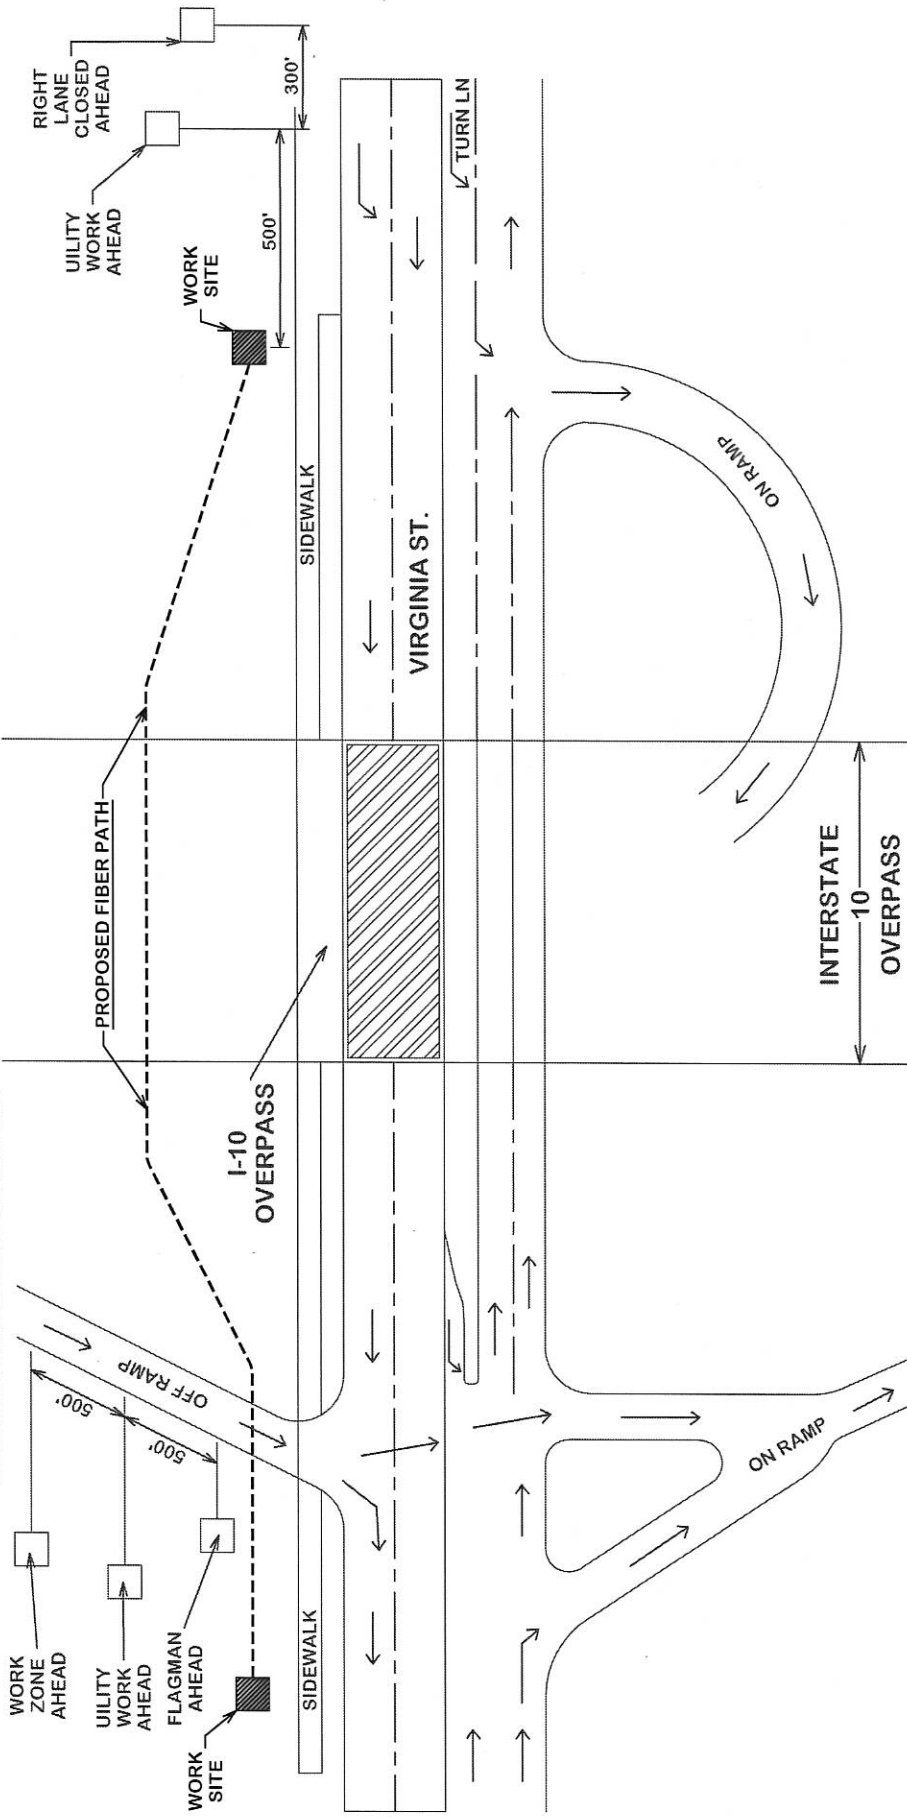 WORK
ZONE
AHEAD
UILITY
WORK
AHEAD
FLAGMAN
AHEAD
WORK
SITE
500'
500'
OFF RAMP
PROPOSED FIBER PATH
I-10
OVERPASS
RIGHT
LANE
CLOSED
AHEAD
UILITY
WORK
AHEAD
WORK
SITE
500'
300'
SIDEWALK
SIDEWALK
VIRGINIA ST.
TURN LN
ON RAMP
ON RAMP
INTERSTATE
10
OVERPASS